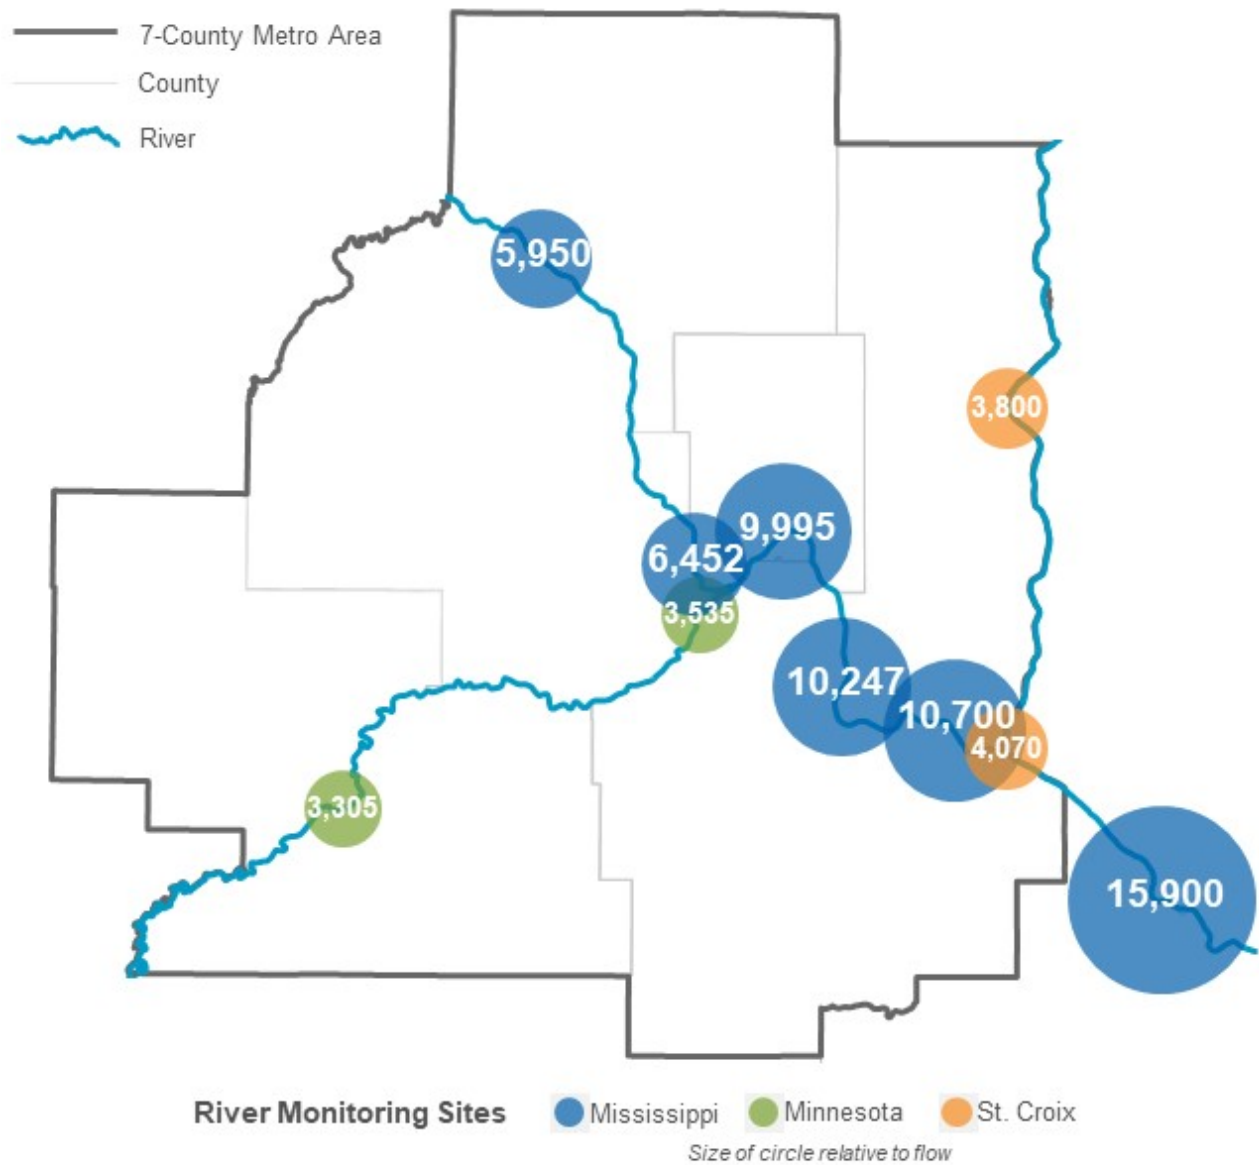 7-County Metro Area
County
River
5,950
3,800
9,995
6,452
3,535
10,247
10,700
4,070
3,305
15,900
River Monitoring Sites Mississippi Minnesota St. Croix
Size of circle relative to flow